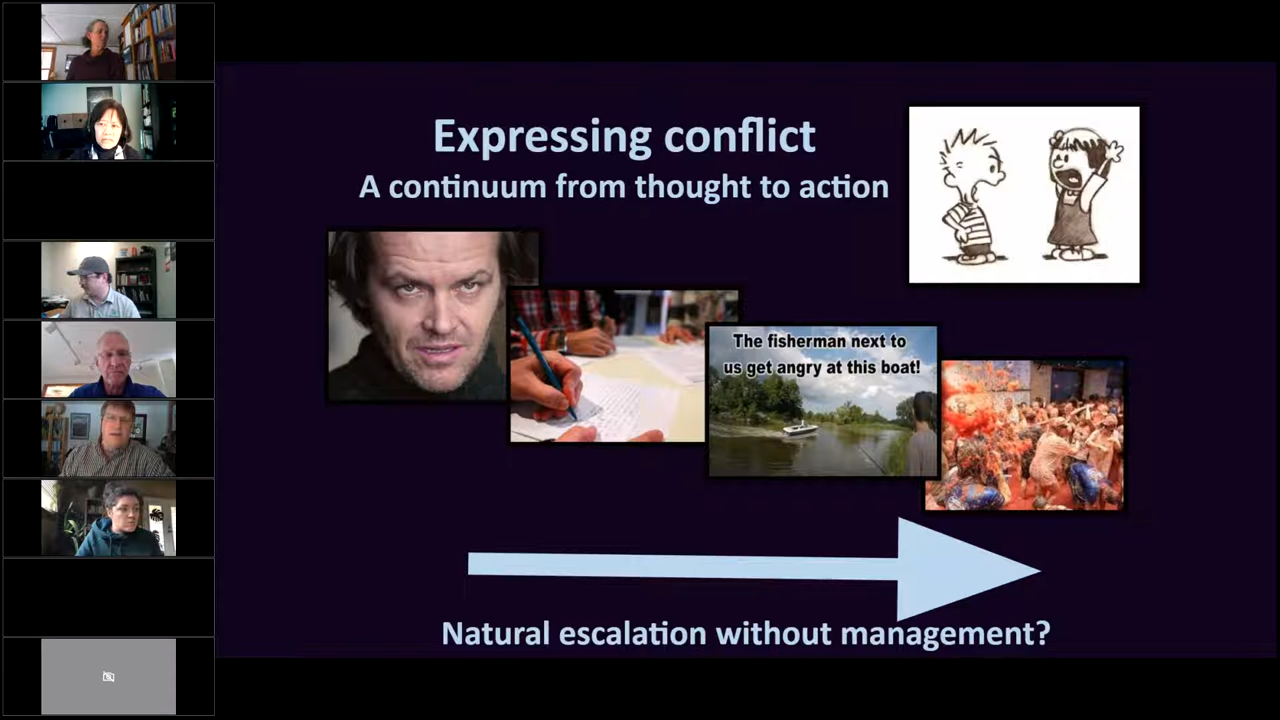 Expressing conflict
A continuum from thought to action
The fisherman next to
us get angry at this boat!
Natural escalation without management?